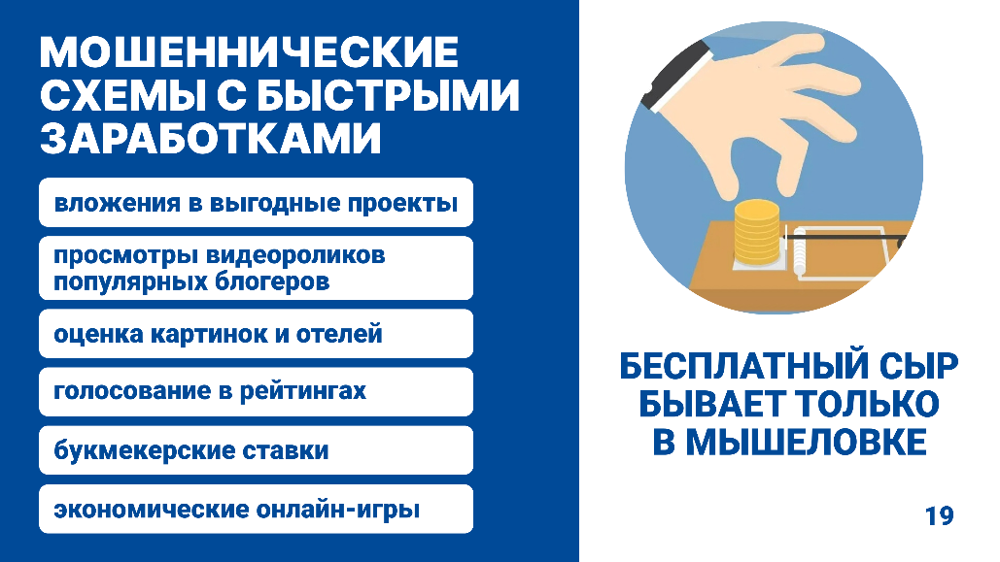 МОШЕННИЧЕСКИЕ
СХЕМЫ С БЫСТРЫМИ
ЗАРАБОТКАМИ
вложения в выгодные проекты
просмотры видеороликов
популярных блогеров
оценка картинок и отелей
голосование в рейтингах
букмекерские ставки
экономические онлайн-игры
БЕСПЛАТНЫЙ СЫР
БЫВАЕТ ТОЛЬКО
В МЫШЕЛОВКЕ
19